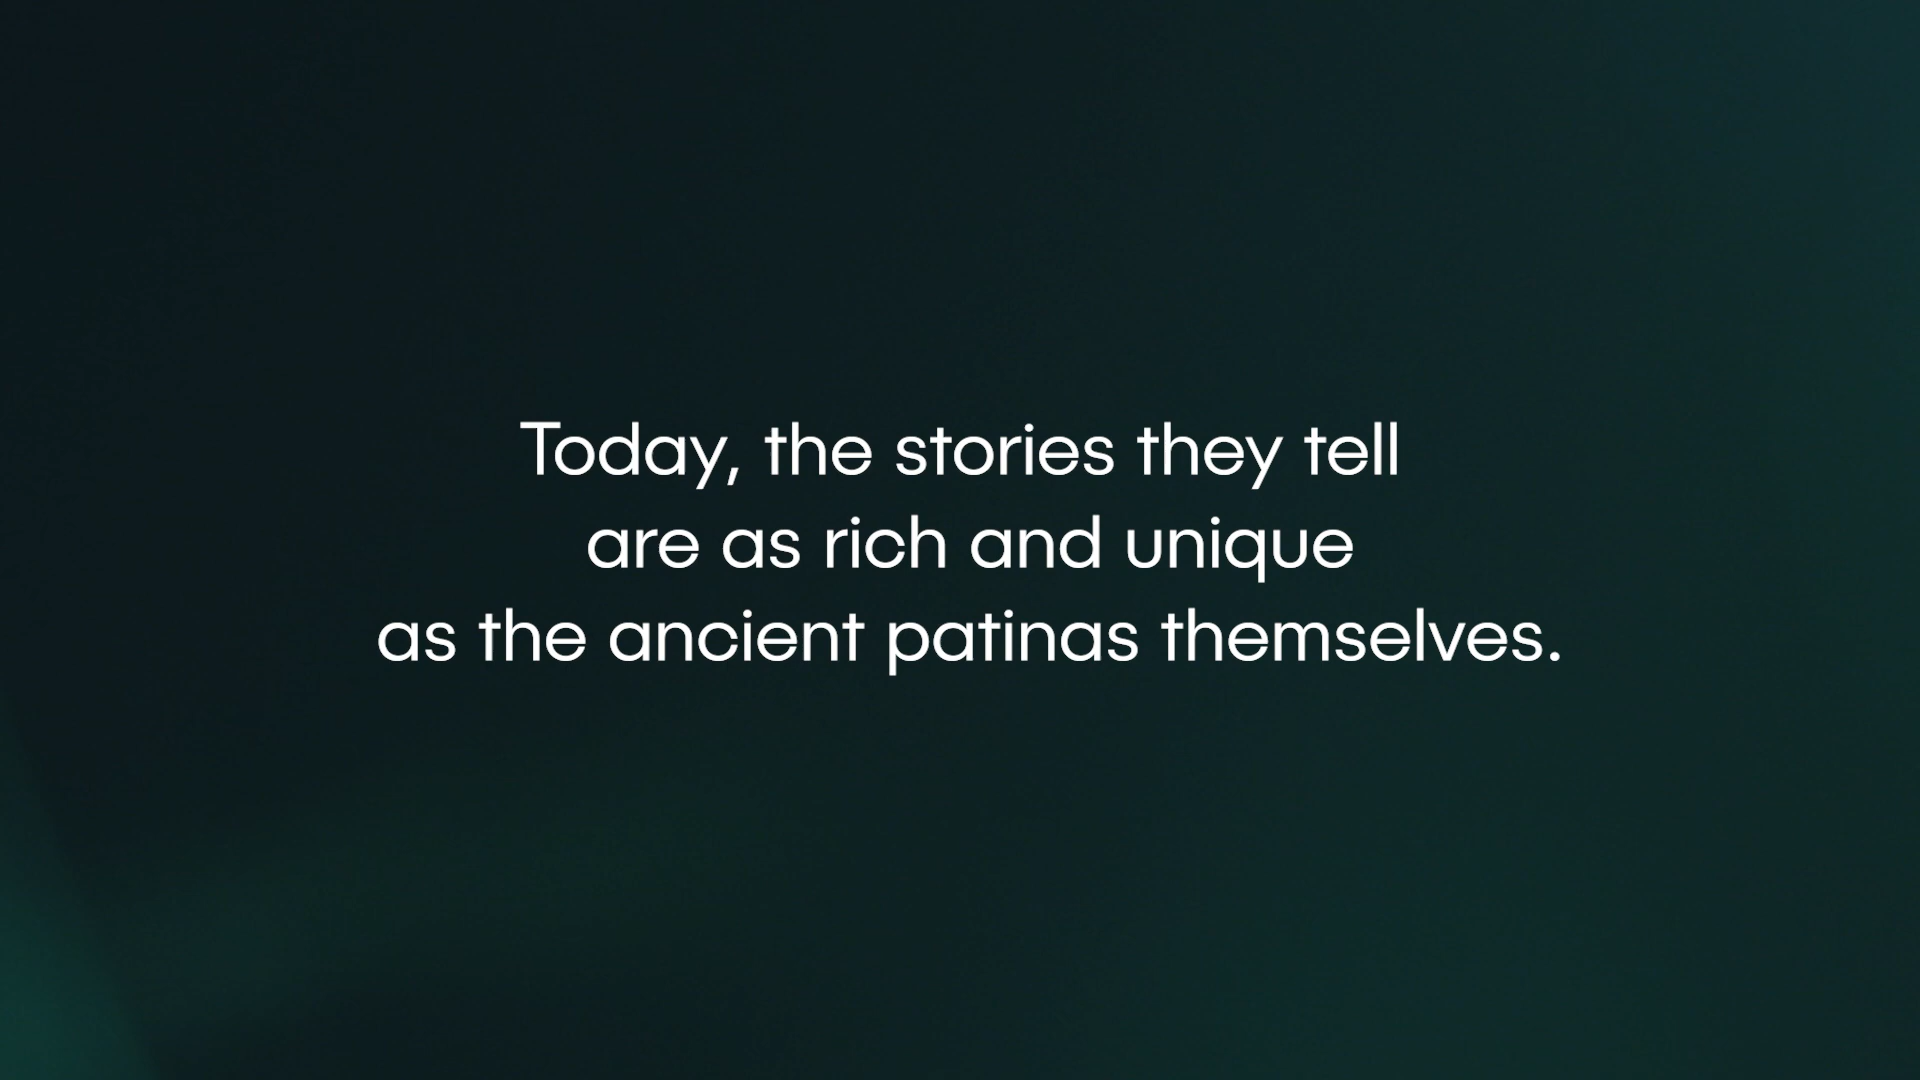 Today, the stories they tell
are as rich and unique
as the ancient patinas themselves.